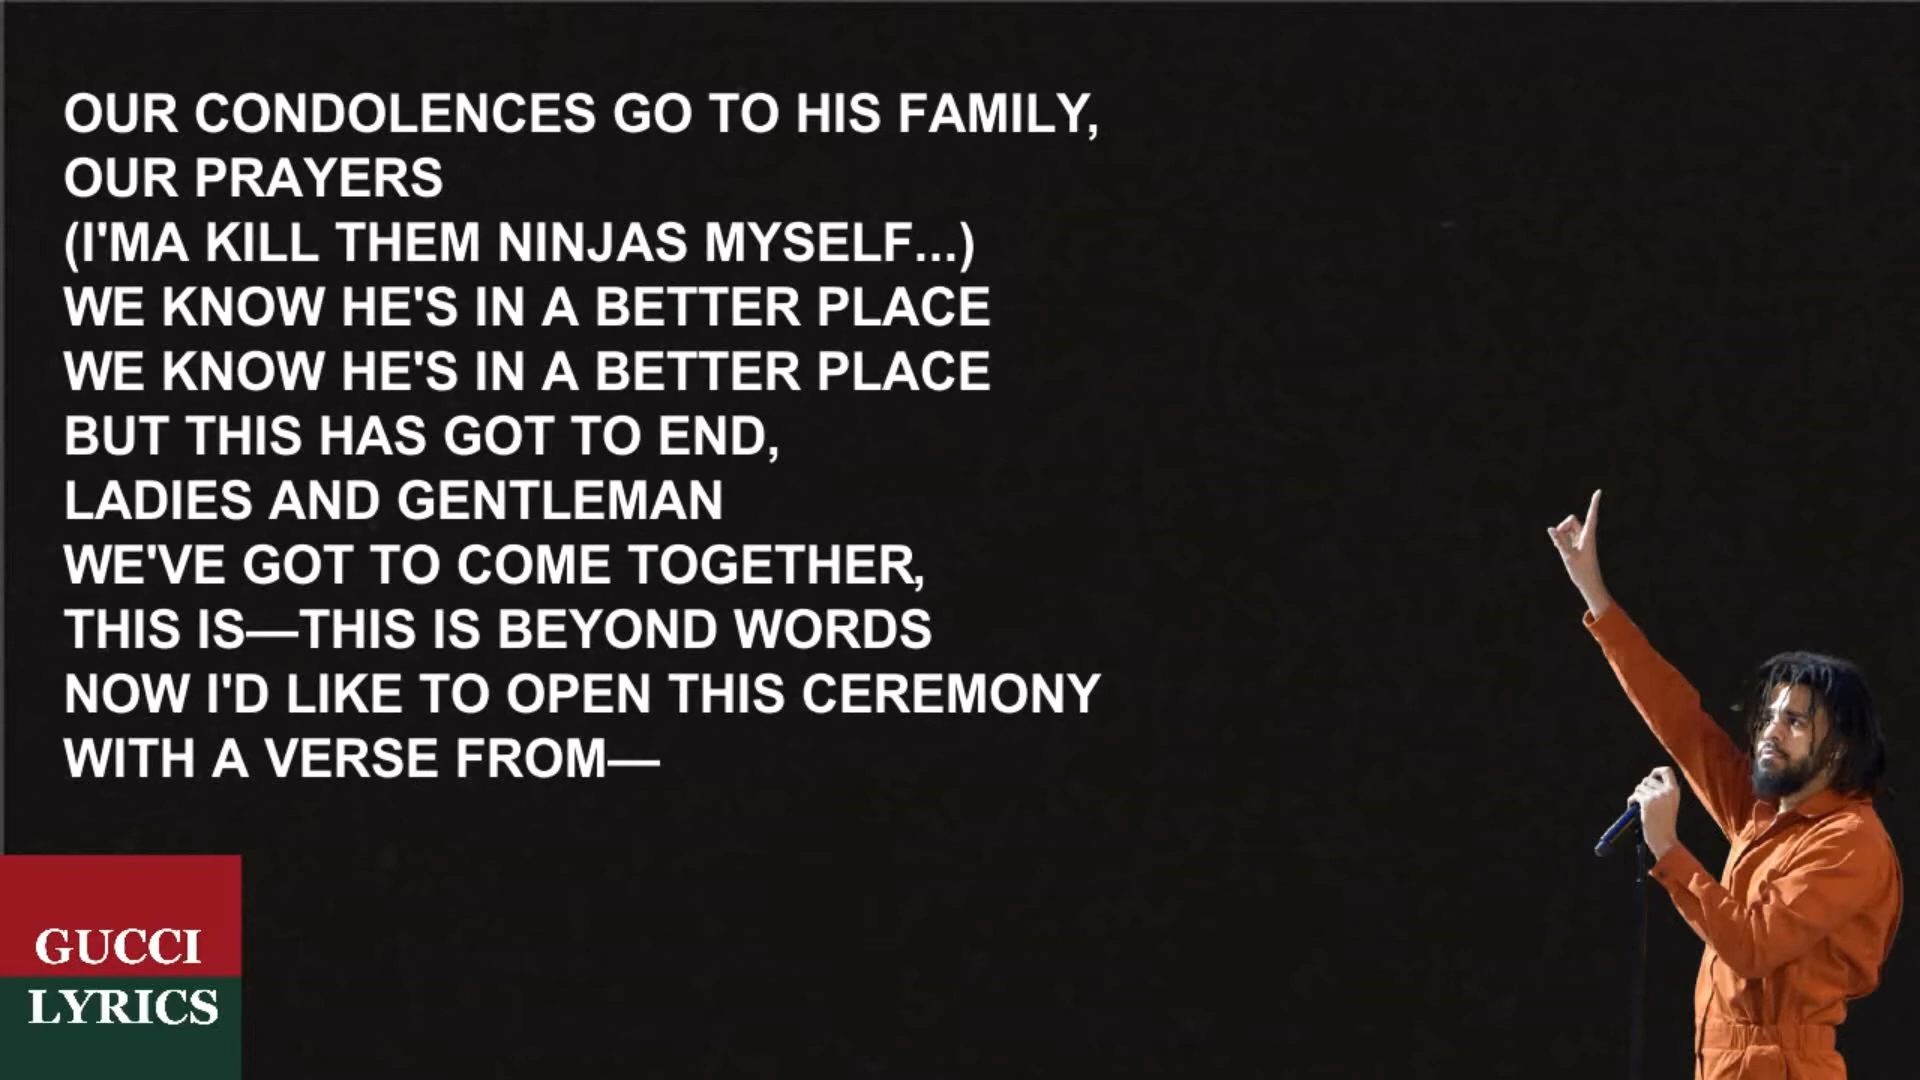 OUR CONDOLENCES GO TO HIS FAMILY,
OUR PRAYERS
(I'MA KILL THEM NINJAS MYSELF...)
WE KNOW HE'S IN A BETTER PLACE
WE KNOW HE'S IN A BETTER PLACE
BUT THIS HAS GOT TO END,
LADIES AND GENTLEMAN
WE'VE GOT TO COME TOGETHER,
THIS IS—THIS IS BEYOND WORDS
NOW I'D LIKE TO OPEN THIS CEREMONY
WITH A VERSE FROM—
GUCCI
LYRICS